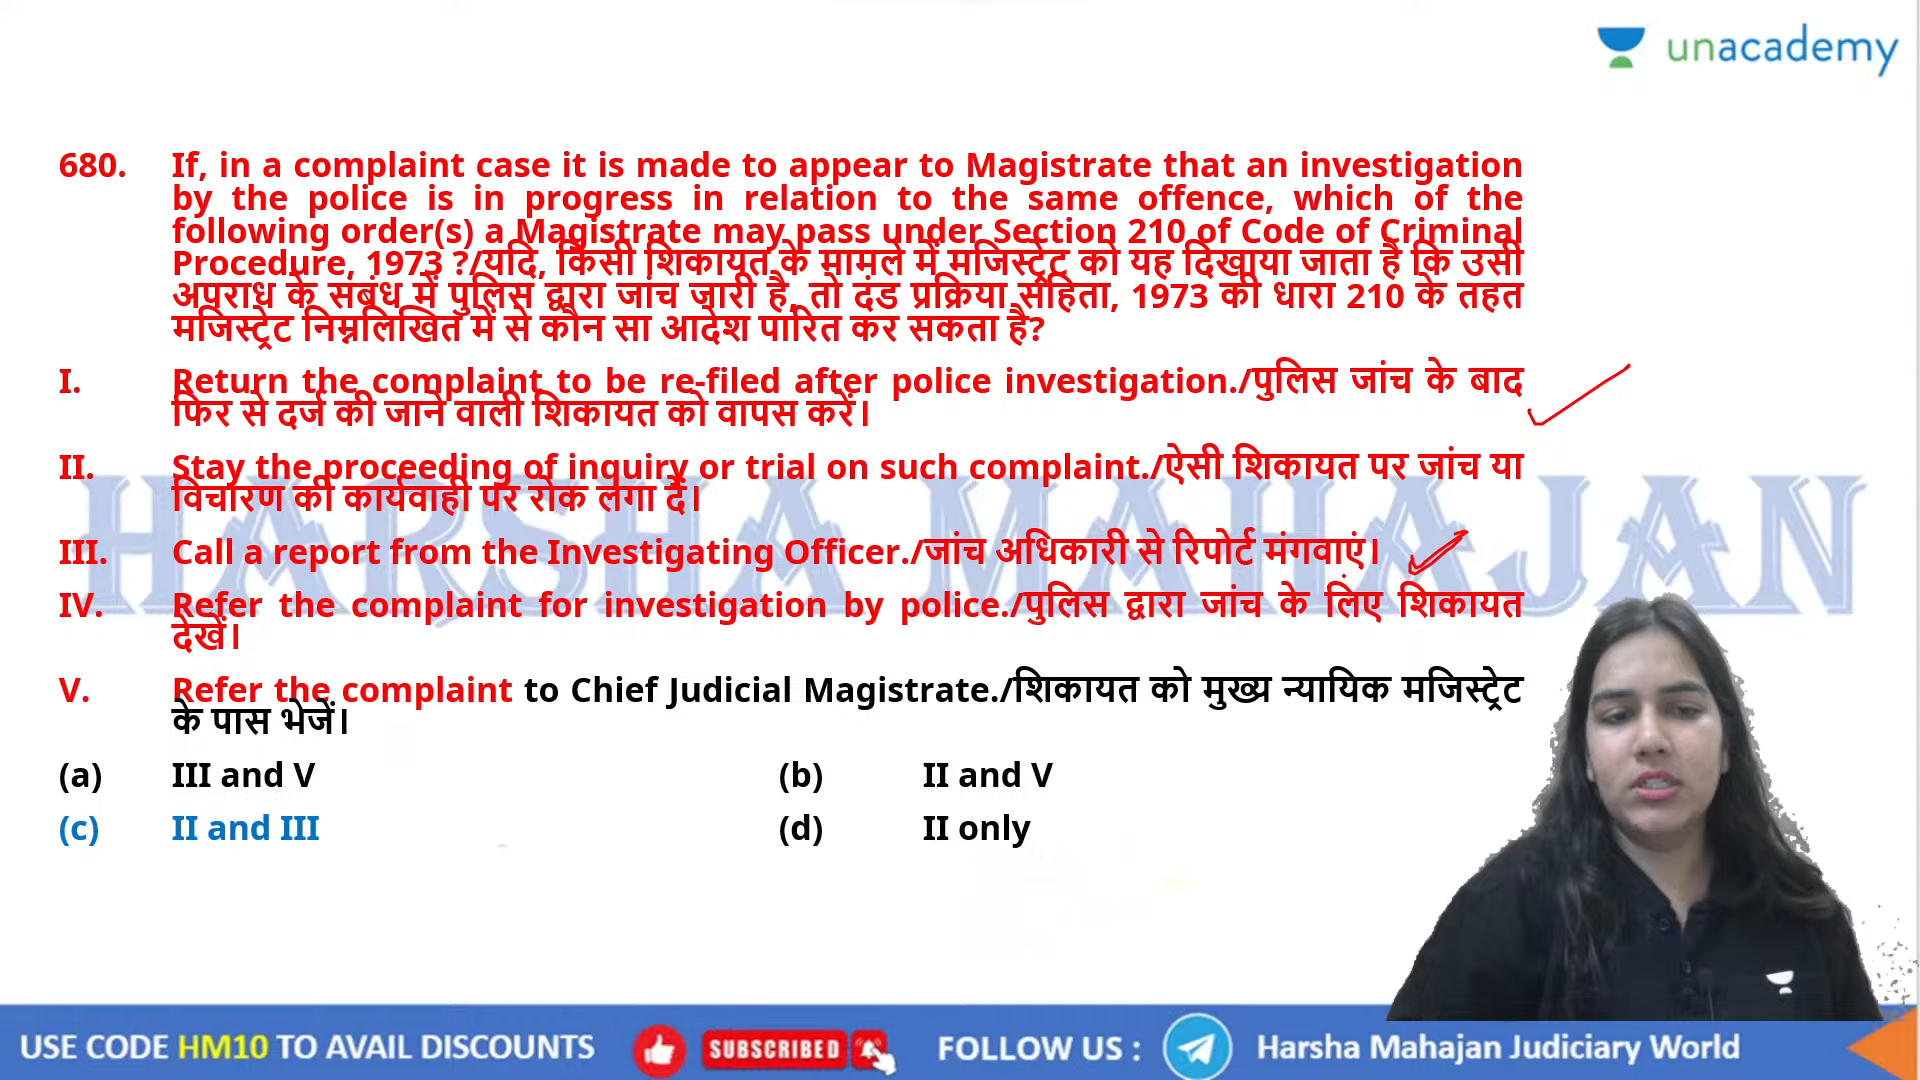 unacademy
680. If, in a complaint case it is made to appear to Magistrate that an investigation
by the police is in progress in relation to the same offence, which of the
following order(s) a Magistrate may pass under Section 210 of Code of Criminal
Procedure, 1973 ?/यदि, किसी शिकायत के मामले में मजिस्ट्रेट को यह दिखाया जाता है कि उसी
अपराध के संबंध में पुलिस द्वारा जांच जारी है, तो दंड प्रक्रिया संहिता, 1973 की धारा 210 के तहत
मजिस्ट्रेट निम्नलिखित में से कौन सा आदेश पारित कर सकता है?
I. Return the complaint to be re-filed after police investigation./पुलिस जांच के बाद
फिर से दर्ज की जाने वाली शिकायत को वापस करें।
II. Stay the proceeding of inquiry or trial on such complaint./ऐसी शिकायत पर जांच या
विचारण की कार्यवाही पर रोक लगा दें।
III. Call a report from the Investigating Officer./जांच अधिकारी से रिपोर्ट मंगवाएं।
IV. Refer the complaint for investigation by police./पुलिस द्वारा जांच के लिए शिकायत
देखें।
V. Refer the complaint to Chief Judicial Magistrate./शिकायत को मुख्य न्यायिक मजिस्ट्रेट
के पास भेजें।
(a) III and V (b) II and V
(c) II and III (d) II only
HARSHA MAHAJAN
USE CODE HM10 TO AVAIL DISCOUNTS SUBSCRIBED FOLLOW US : Harsha Mahajan Judiciary World